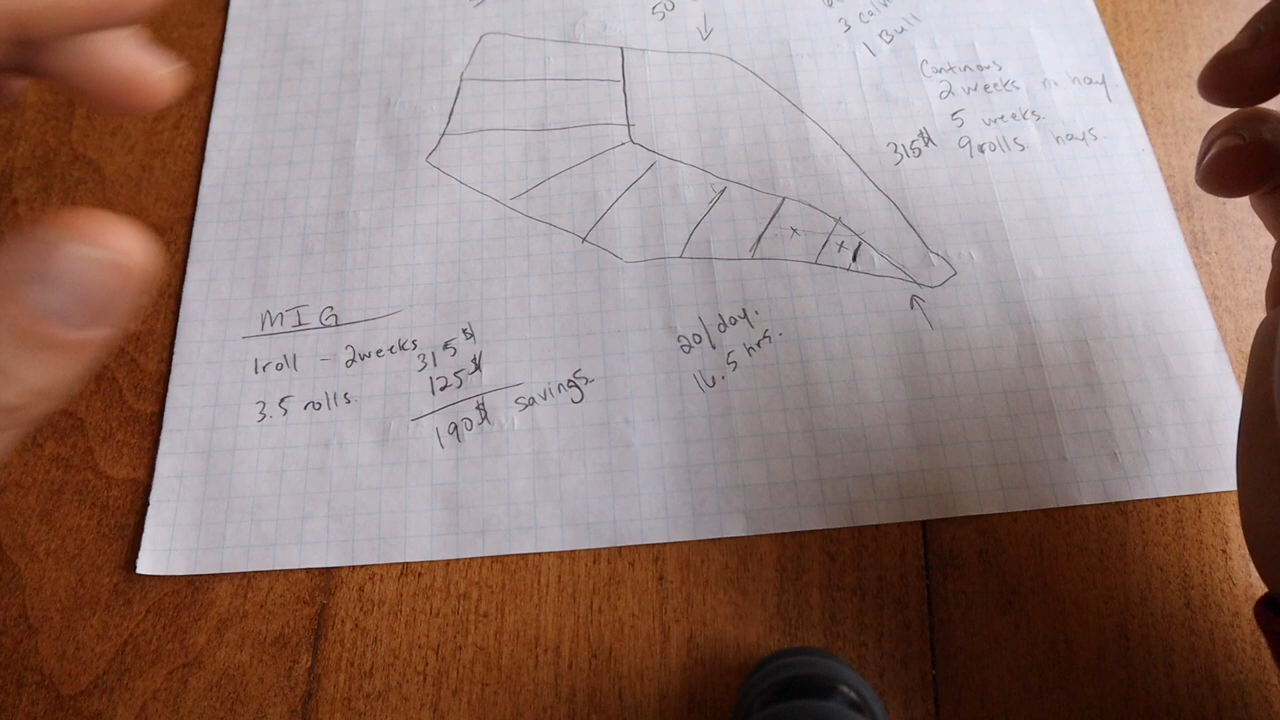 50
3 calv
1 Bull
Continous
2 weeks no hay
5 weeks.
315$ 9 rolls hays.
MIG
1 roll - 2 weeks
3.5 rolls.
315$
125$
190$ savings.
20/day.
16.5 hrs.